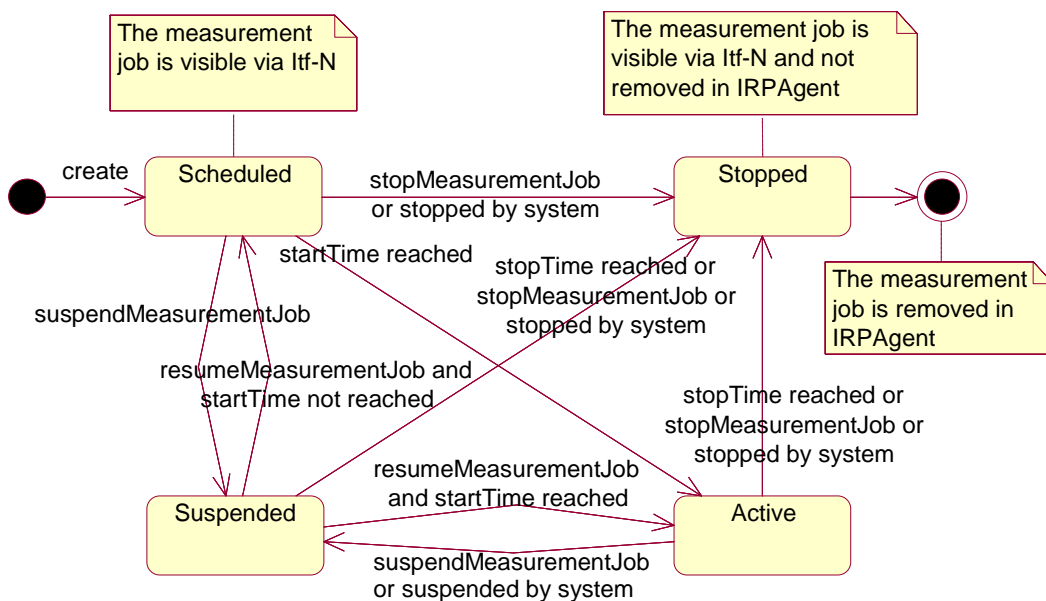 The measurement
job is visible via Itf-N
The measurement job is
visible via Itf-N and not
removed in IRPAgent
create
Scheduled
stopMeasurementJob
or stopped by system
Stopped
startTime reached
stopTime reached or
stopMeasurementJob or
stopped by system
The measurement
job is removed in
IRPAgent
suspendMeasurementJob
resumeMeasurementJob and
startTime not reached
stopTime reached or
stopMeasurementJob or
stopped by system
resumeMeasurementJob
and startTime reached
Suspended
Active
suspendMeasurementJob
or suspended by system